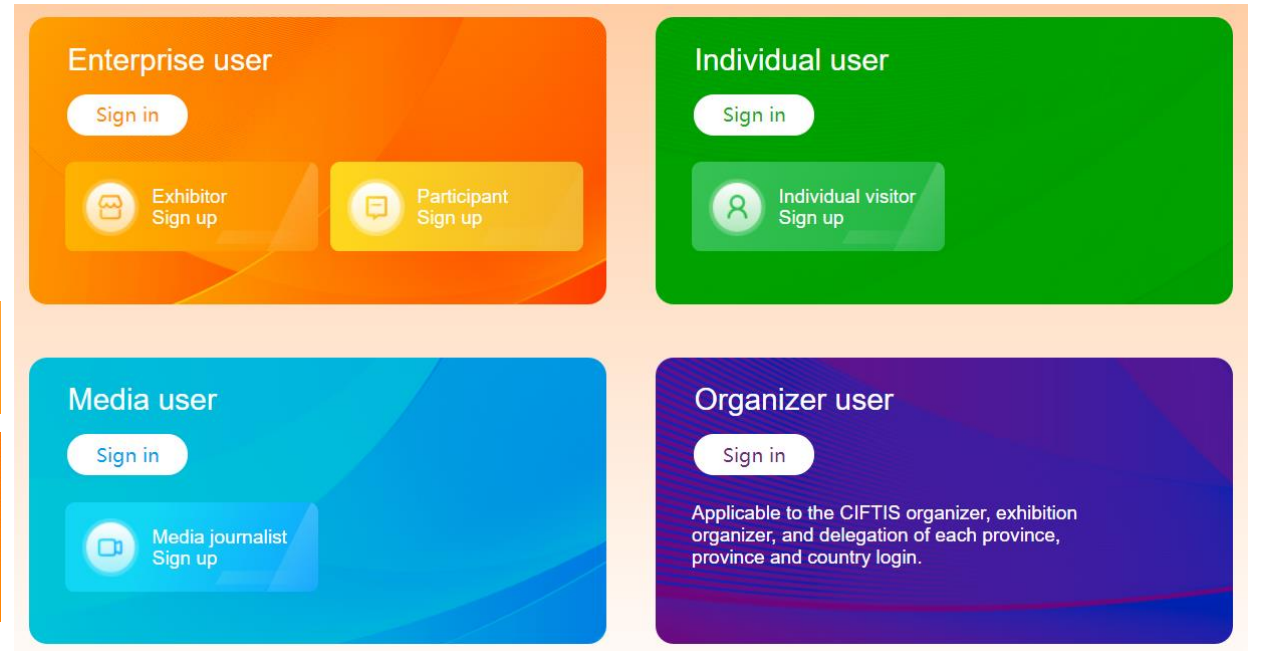 Enterprise user
Sign in
Exhibitor
Sign up
Participant
Sign up
Individual user
Sign in
Individual visitor
Sign up
Media user
Sign in
Media journalist
Sign up
Organizer user
Sign in
Applicable to the CIFTIS organizer, exhibition
organizer, and delegation of each province,
province and country login.